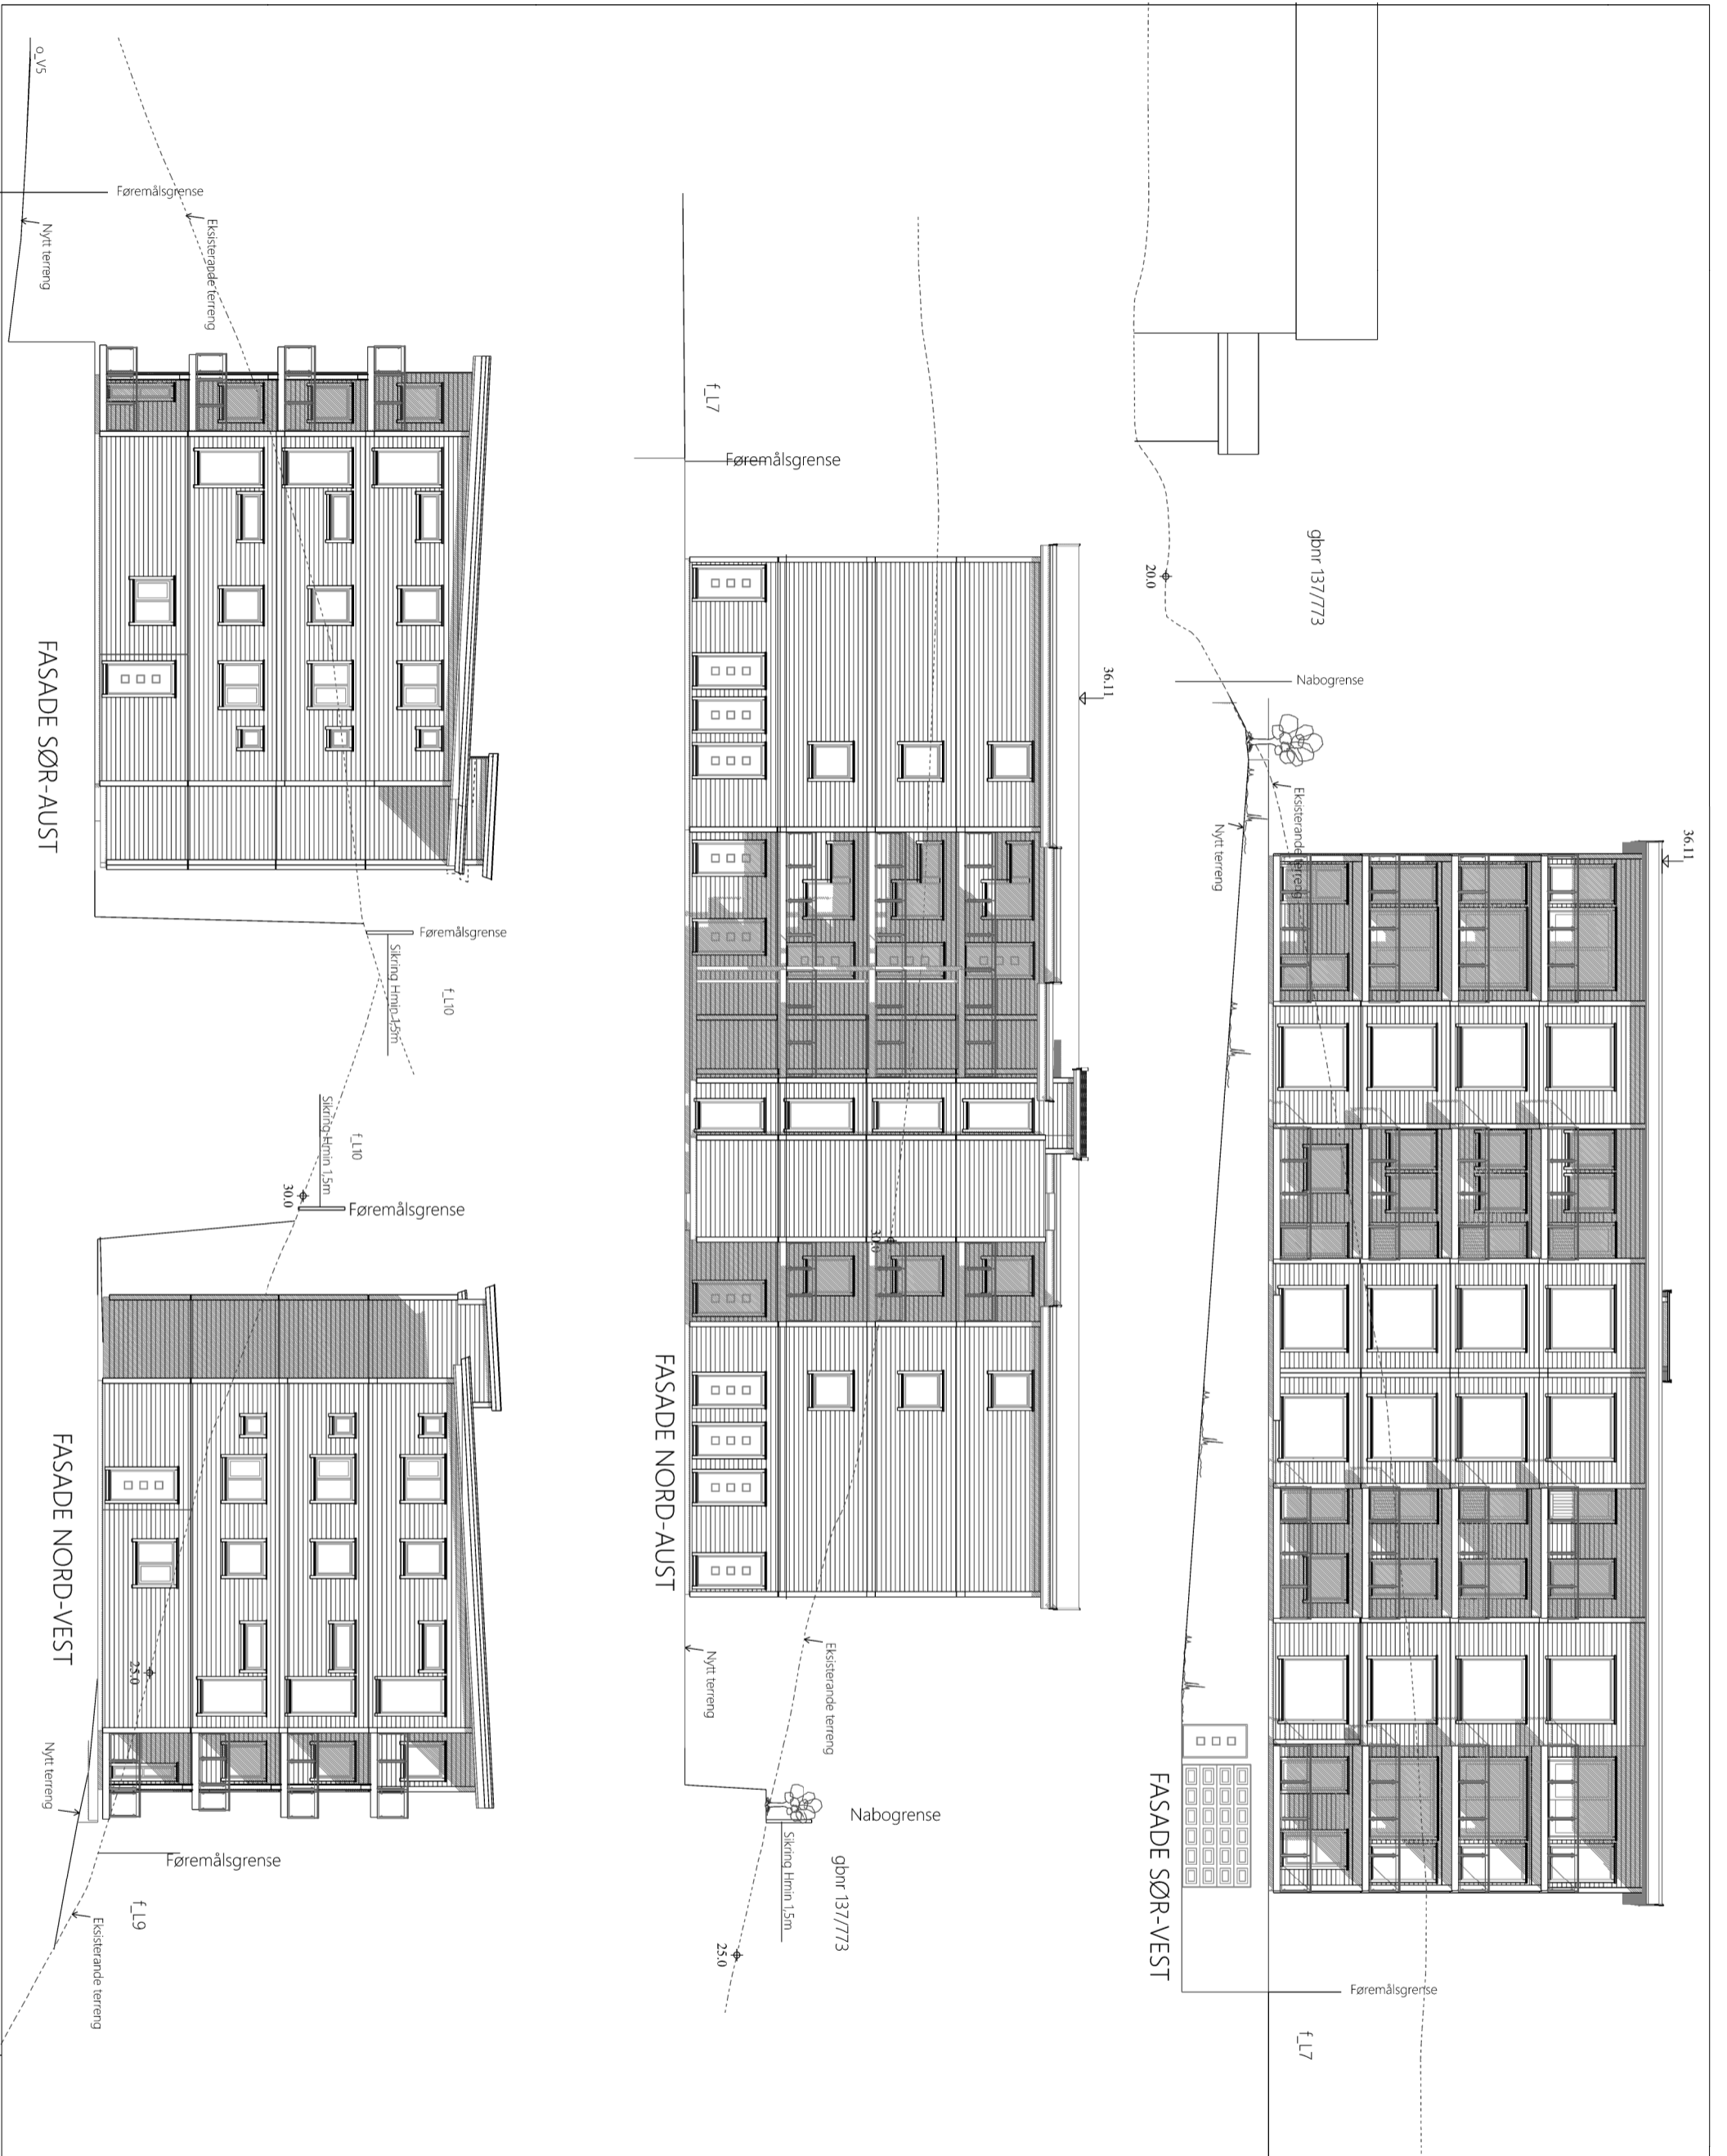 gbnr 137/773
20.0
Nabogrense
Eksisterande terreng
Nytt terreng
36.11
FASADE SØR-VEST
Føremålsgrense
f_L7
f_L7
Føremålsgrense
36.11
30.0
FASADE NORD-AUST
Eksisterande terreng
Nytt terreng
Nabogrense
Sikring Hmin 1,5m
gbnr 137/773
25.0
o_V5
Føremålsgrense
Nytt terreng
Eksisterande terreng
FASADE SØR-AUST
Føremålsgrense
Sikring Hmin 1,5m
f_L10
Sikring Hmin 1,5m
f_L10
30.0
Føremålsgrense
FASADE NORD-VEST
25.0
Nytt terreng
Føremålsgrense
f_L9
Eksisterande terreng